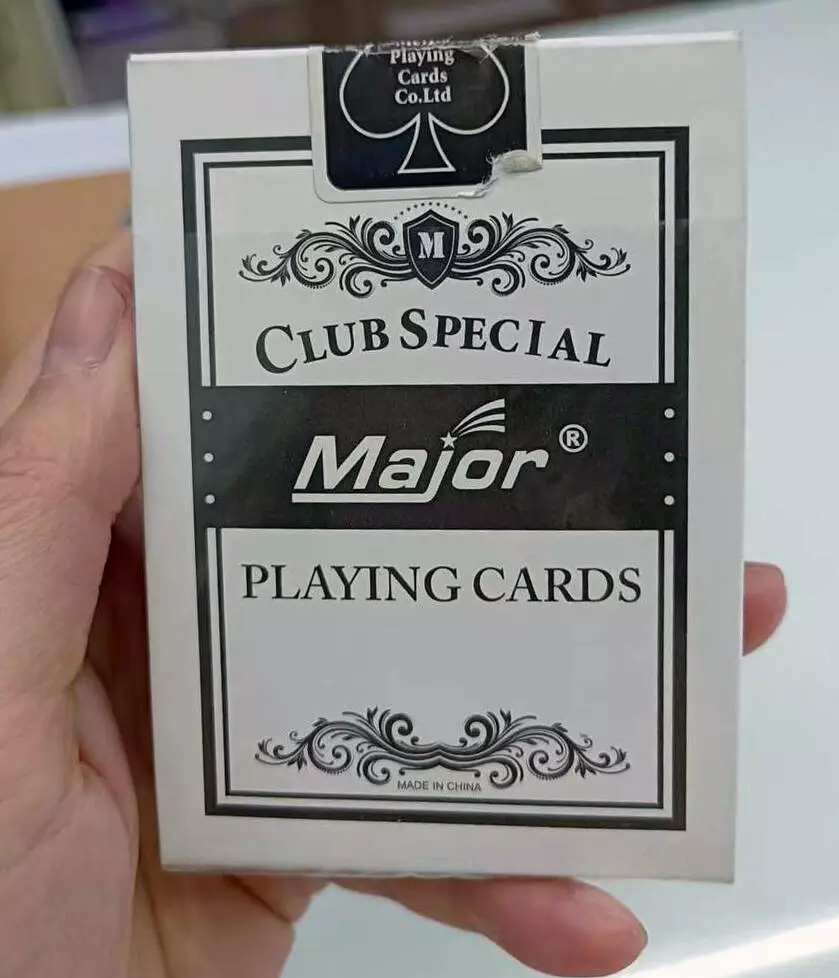 Playing
Cards
Co.Ltd
M
CLUB SPECIAL
Major ®
PLAYING CARDS
MADE IN CHINA